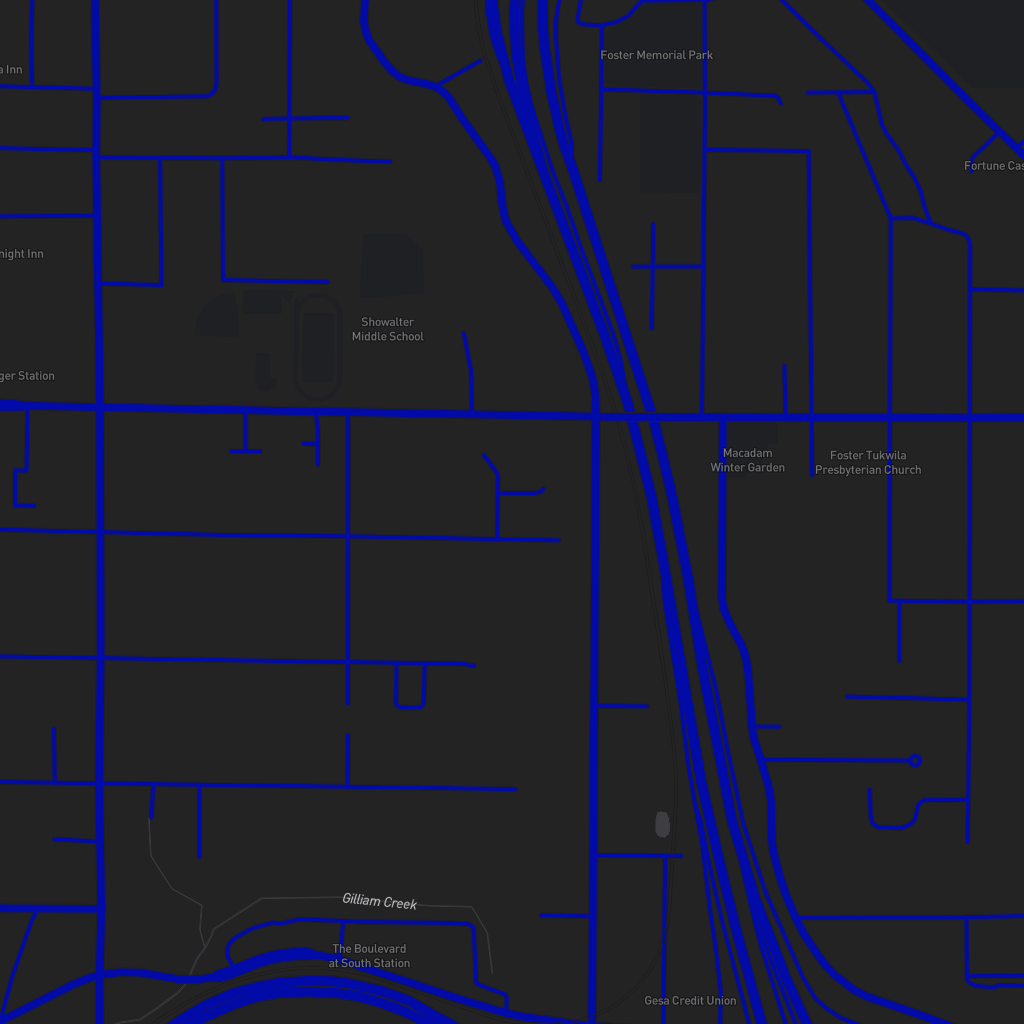 Foster Memorial Park
a Inn
Fortune Cas
night Inn
Showalter
Middle School
ger Station
Macadam
Winter Garden
Foster Tukwila
Presbyterian Church
Gilliam Creek
The Boulevard
at South Station
Gesa Credit Union